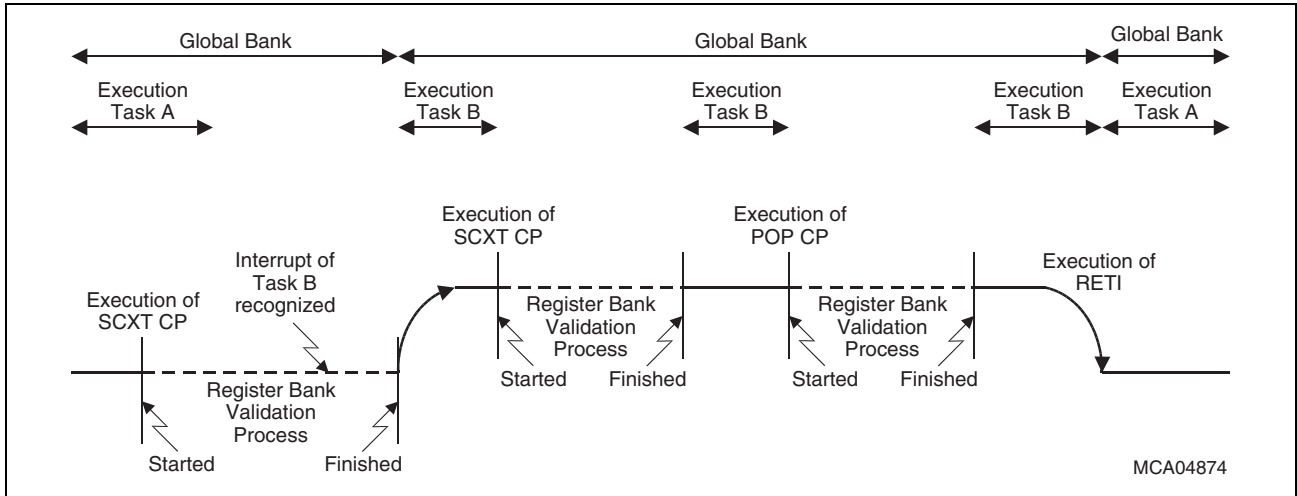 Global Bank
Global Bank
Global Bank
Execution
Task A
Execution
Task B
Execution
Task B
Execution
Task B
Execution
Task A
Execution of
SCXT CP
Interrupt of
Task B
recognized
Execution of
SCXT CP
Execution of
POP CP
Execution of
RETI
Register Bank
Validation
Process
Started
Finished
Register Bank
Validation
Process
Started
Finished
Register Bank
Validation
Process
Started
Finished
MCA04874